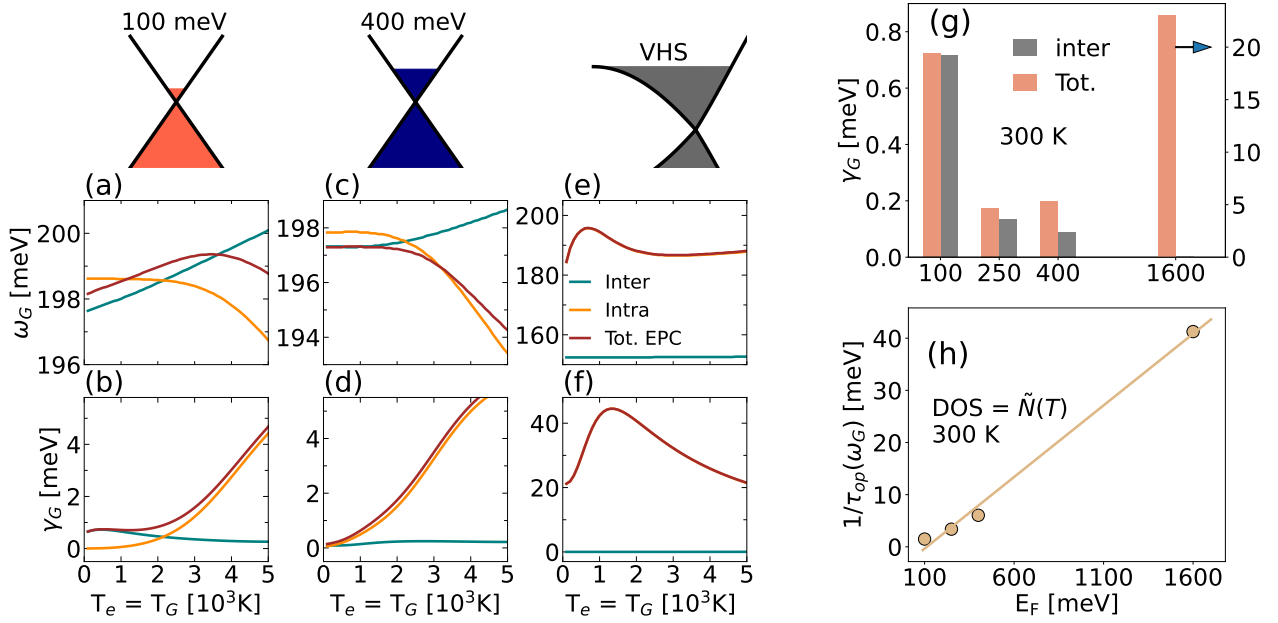 100 meV
400 meV
VHS
(a)
(c)
(e)
ω_G [meV]
200
198
196
198
196
194
200
175
150
Inter
Intra
Tot. EPC
(b)
(d)
(f)
γ_G [meV]
4
2
0
4
2
0
40
20
0
0 1 2 3 4 5
0 1 2 3 4 5
0 1 2 3 4 5
T_e = T_G [10^3K]
T_e = T_G [10^3K]
T_e = T_G [10^3K]
(g)
γ_G [meV]
0.8
0.6
0.4
0.2
0.0
inter
Tot.
300 K
20
15
10
5
0
100 250 400 1600
(h)
1/τ_op(ω_G) [meV]
40
30
20
10
0
DOS = Ñ(T)
300 K
100 600 1100 1600
E_F [meV]